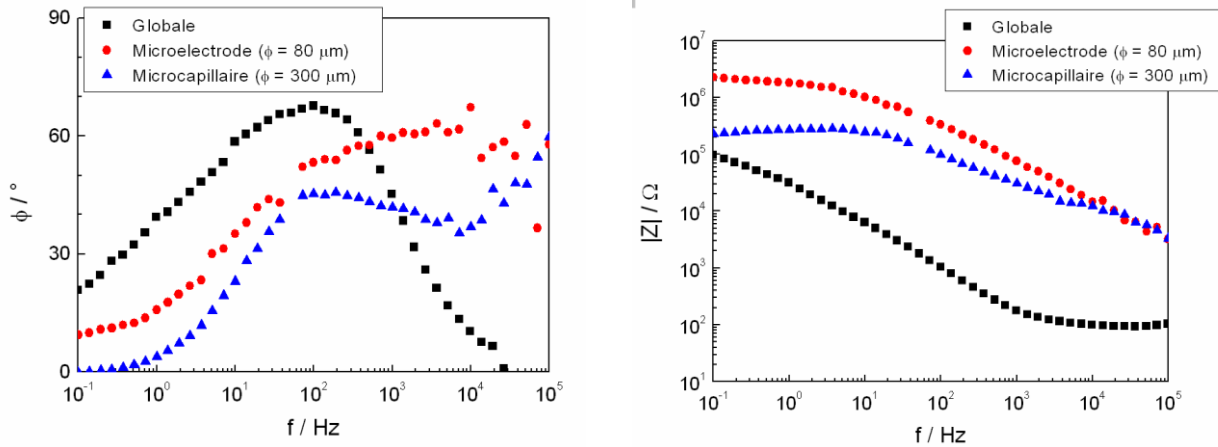 Globale
Microelectrode (ϕ = 80 μm)
Microcapillaire (ϕ = 300 μm)
90
60
30
0
ϕ / °
10⁻¹ 10⁰ 10¹ 10² 10³ 10⁴ 10⁵
f / Hz
Globale
Microelectrode (ϕ = 80 μm)
Microcapillaire (ϕ = 300 μm)
10⁷
10⁶
10⁵
10⁴
10³
10²
10¹
|Z| / Ω
10⁻¹ 10⁰ 10¹ 10² 10³ 10⁴ 10⁵
f / Hz